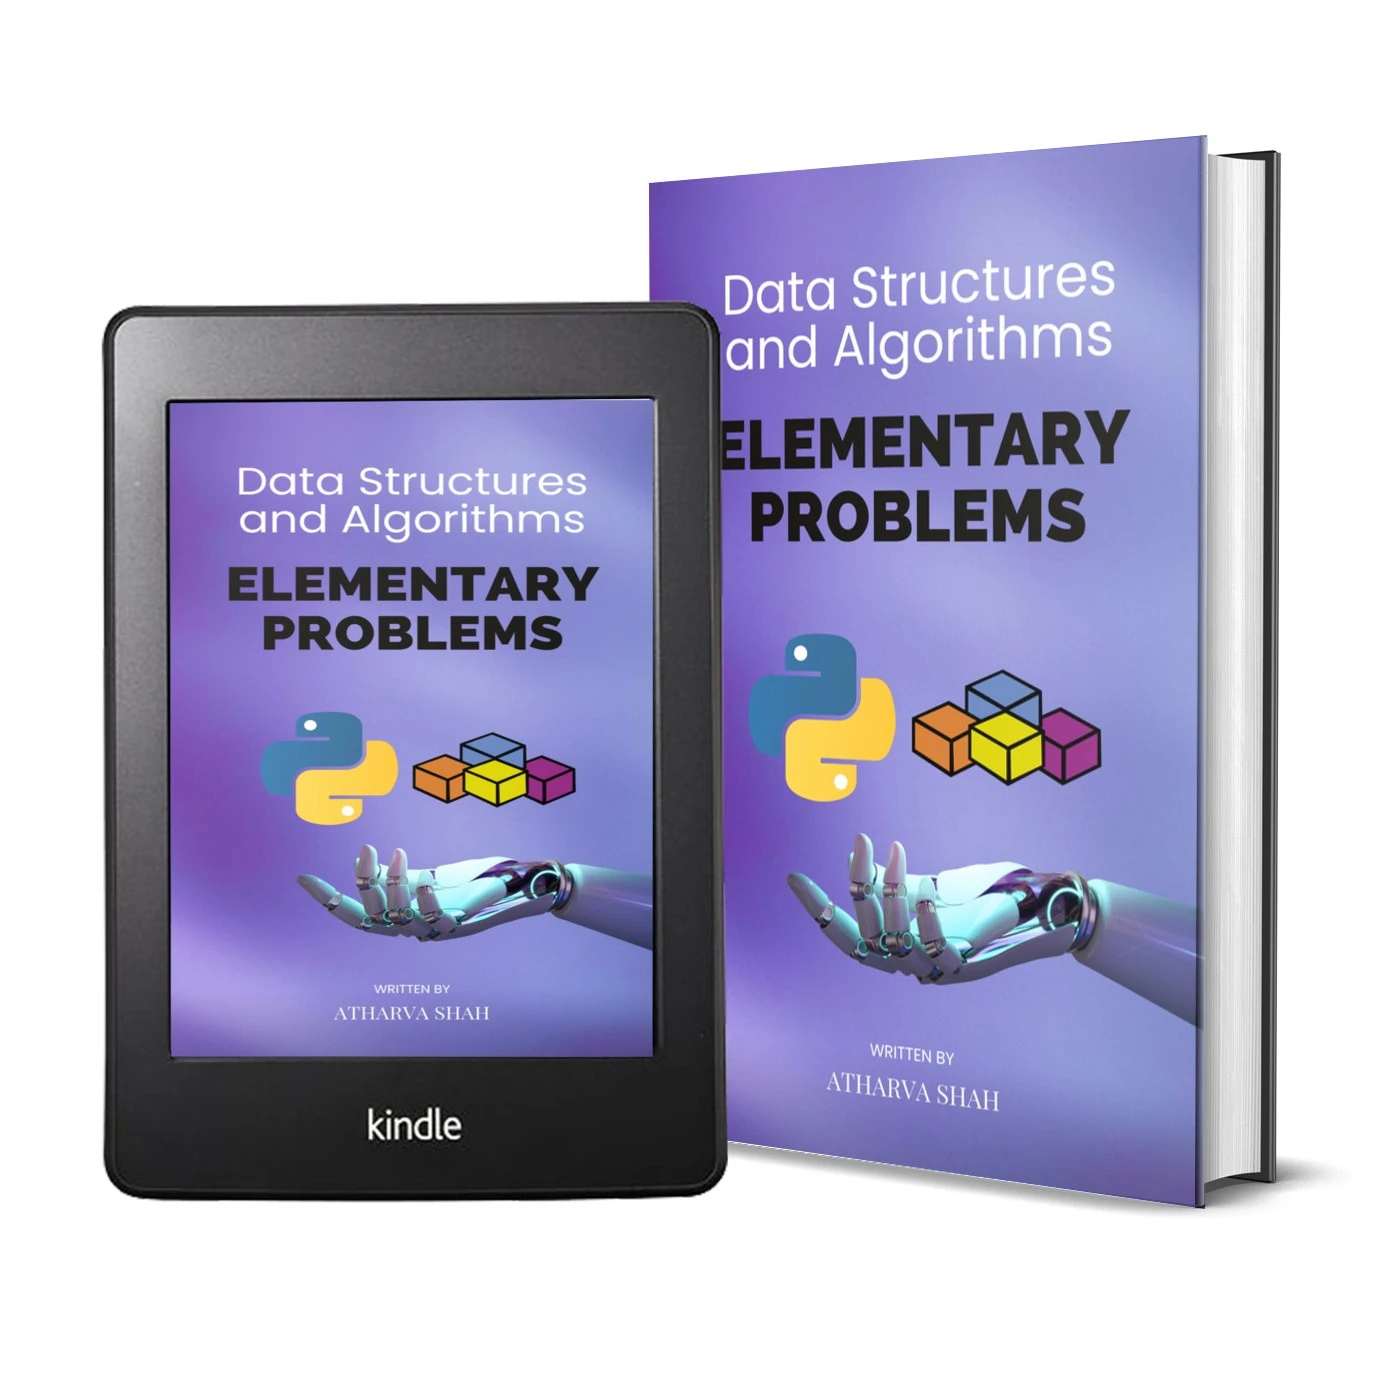 Data Structures
and Algorithms
ELEMENTARY
PROBLEMS
WRITTEN BY
ATHARVA SHAH
kindle
Data Structures
and Algorithms
ELEMENTARY
PROBLEMS
WRITTEN BY
ATHARVA SHAH